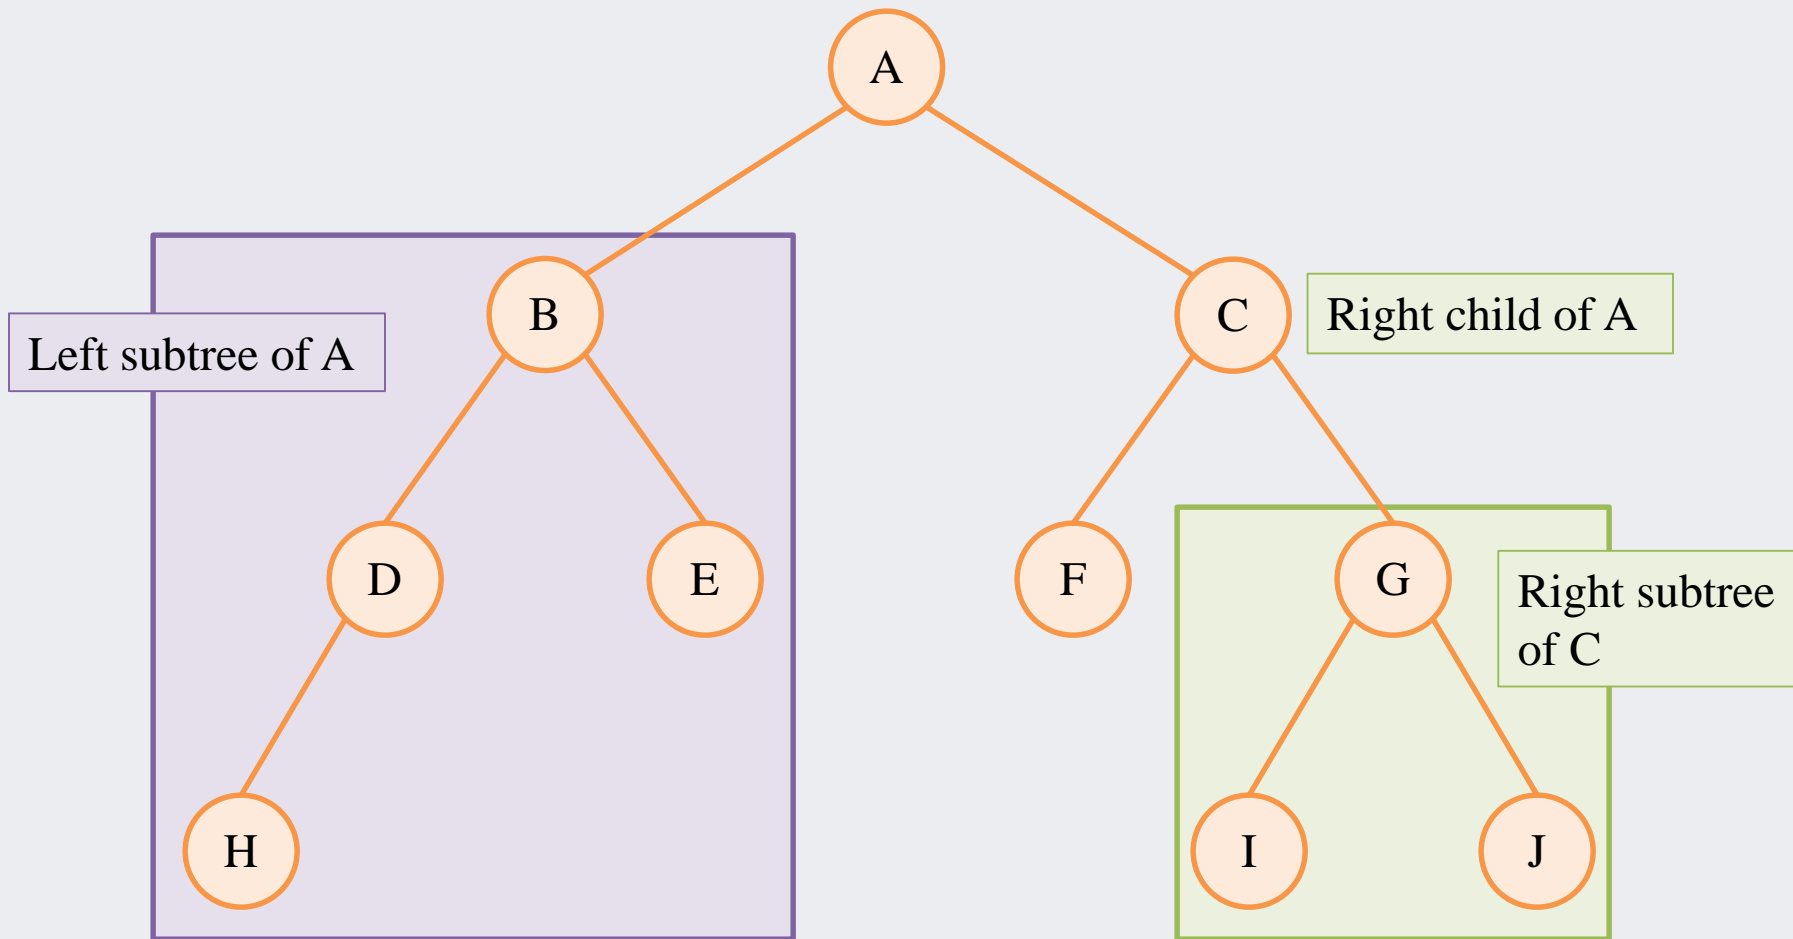 A
B
C
Right child of A
Left subtree of A
D
E
F
G
Right subtree
of C
H
I
J